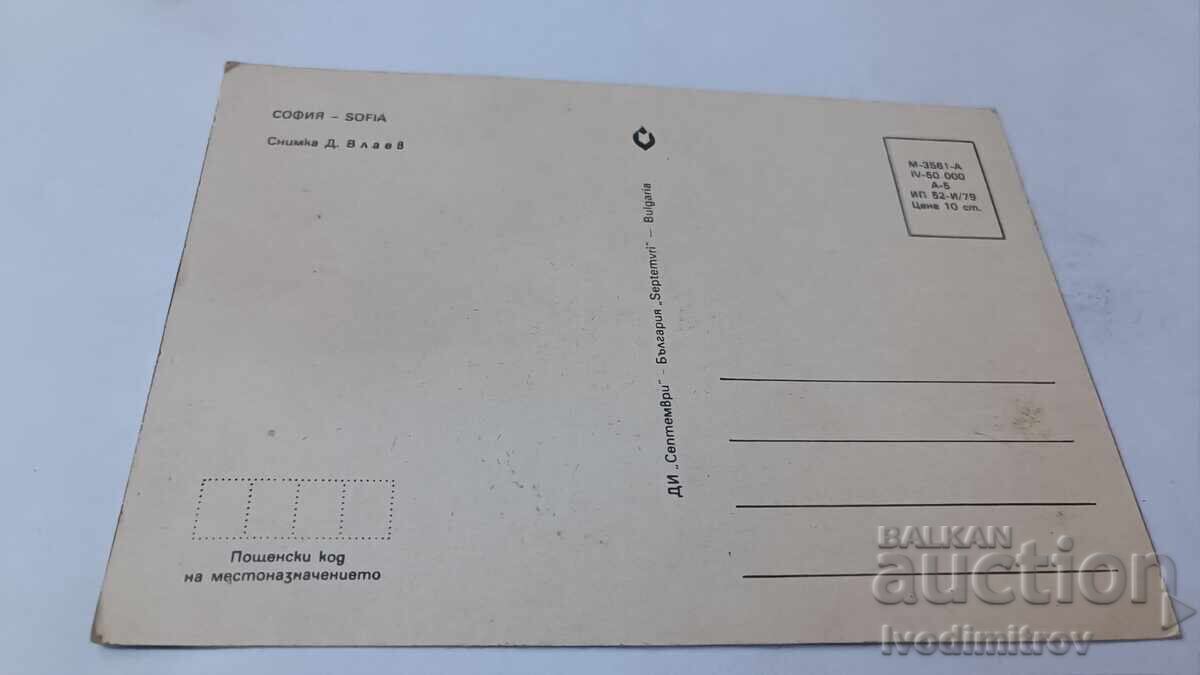 СОФИЯ – SOFIA
Снимка Д. Влаев
ДИ „Септември" – България „Septemvri" – Bulgaria
М-3561-А
IV-50 000
А-5
ИП 52-И/79
Цена 10 ст.
Пощенски код
на местоназначението
BALKAN
auction
Ivodimitrov